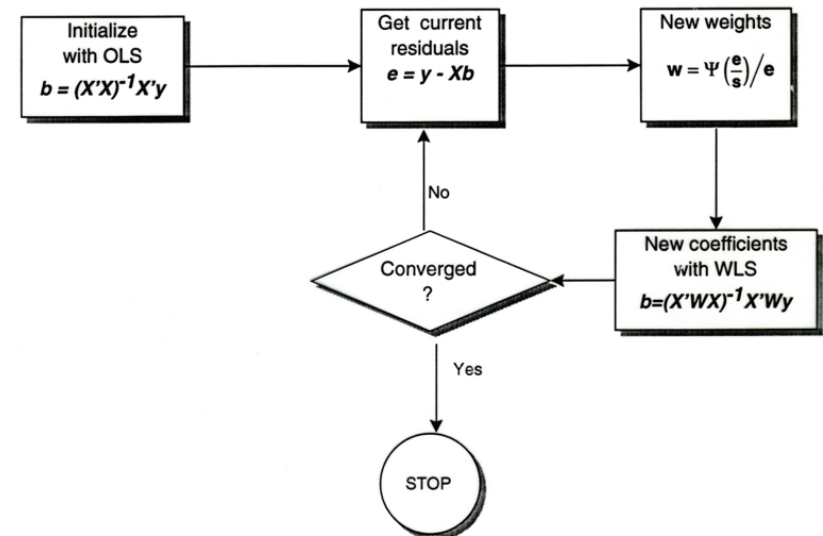 Initialize
with OLS
b = (X'X)-1X'y
Get current
residuals
e = y - Xb
New weights
w = Ψ(e/s)/e
No
New coefficients
with WLS
b=(X'WX)-1X'Wy
Converged
?
Yes
STOP